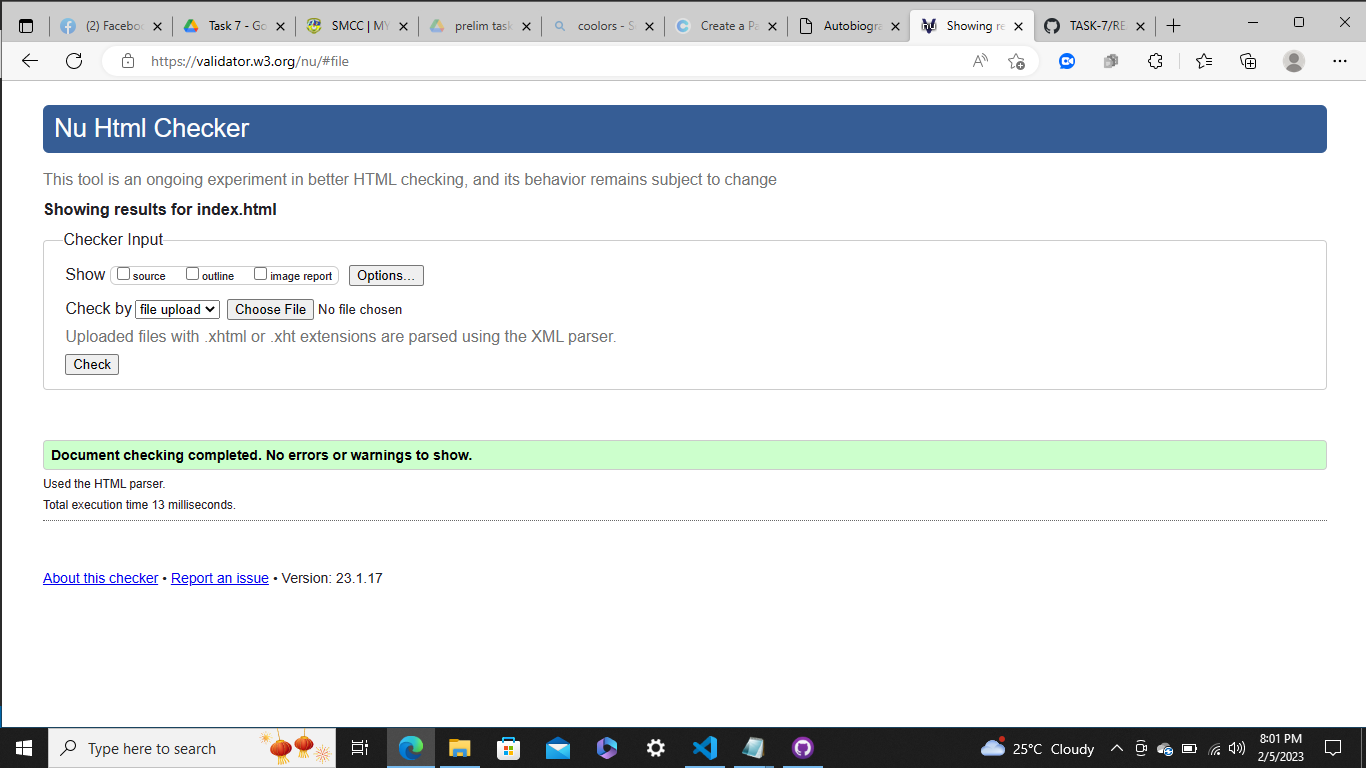 (2) Facebo
Task 7 - Go
SMCC | MY
prelim task
coolors - S
Create a Pa
Autobiogra
Showing re
TASK-7/RE
https://validator.w3.org/nu/#file
Nu Html Checker
This tool is an ongoing experiment in better HTML checking, and its behavior remains subject to change
Showing results for index.html
Checker Input
Show source outline image report Options...
Check by file upload Choose File No file chosen
Uploaded files with .xhtml or .xht extensions are parsed using the XML parser.
Check
Document checking completed. No errors or warnings to show.
Used the HTML parser.
Total execution time 13 milliseconds.
About this checker • Report an issue • Version: 23.1.17
Type here to search
25°C Cloudy
8:01 PM
2/5/2023